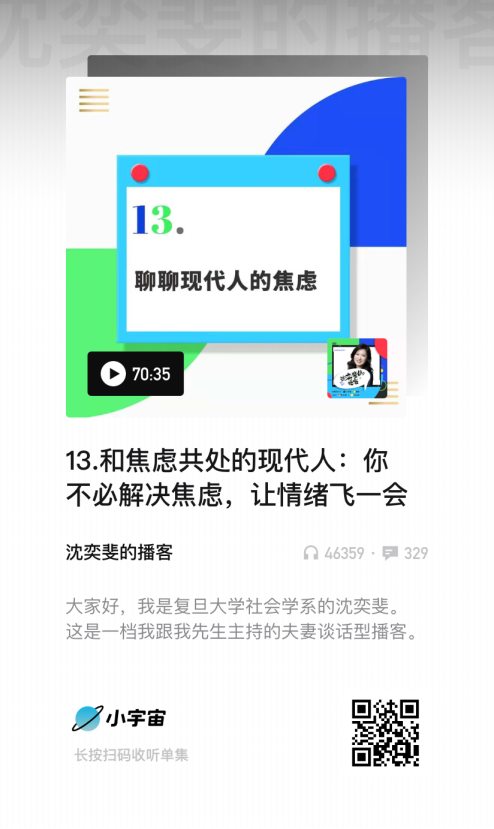 沈奕斐的播客
13.
聊聊现代人的焦虑
70:35
13.和焦虑共处的现代人：你
不必解决焦虑，让情绪飞一会
沈奕斐的播客
46359 · 329
大家好，我是复旦大学社会学系的沈奕斐。
这是一档我跟我先生主持的夫妻谈话型播客。
小宇宙
长按扫码收听单集